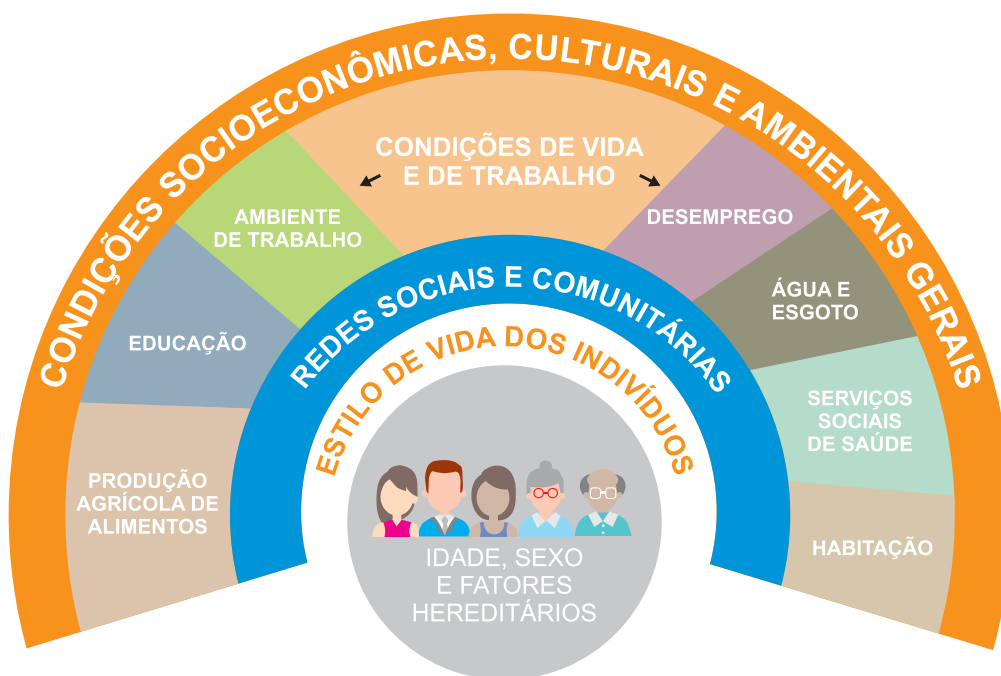 CONDIÇÕES SOCIOECONÔMICAS, CULTURAIS E AMBIENTAIS GERAIS
CONDIÇÕES DE VIDA
E DE TRABALHO
AMBIENTE
DE TRABALHO
DESEMPREGO
EDUCAÇÃO
ÁGUA E
ESGOTO
PRODUÇÃO
AGRÍCOLA DE
ALIMENTOS
SERVIÇOS
SOCIAIS
DE SAÚDE
HABITAÇÃO
REDES SOCIAIS E COMUNITÁRIAS
ESTILO DE VIDA DOS INDIVÍDUOS
IDADE, SEXO
E FATORES
HEREDITÁRIOS